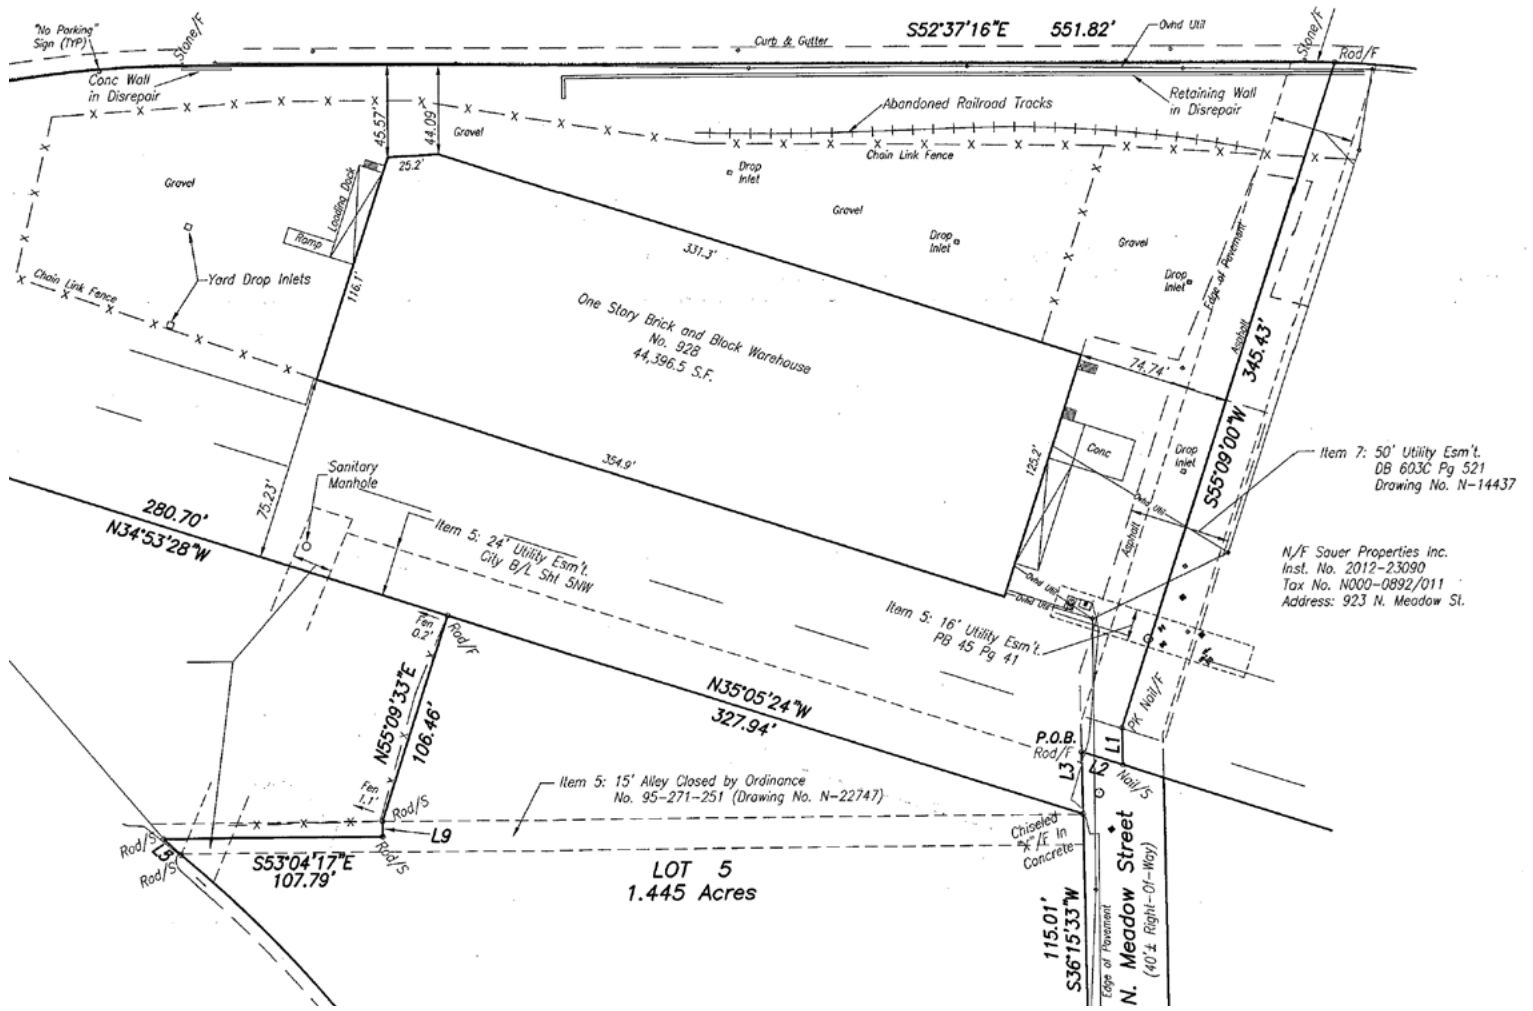 "No Parking"
Sign (TYP)
Stone/F
S52°37'16"E 551.82'
Ovhd Util
Stone/F
Rod/F
Curb & Gutter
Conc Wall
in Disrepair
Retaining Wall
in Disrepair
Abandoned Railroad Tracks
45.57'
44.09'
Gravel
25.2'
Chain Link Fence
Drop
Inlet
Gravel
Loading Dock
Ramp
Gravel
Drop
Inlet
Gravel
Drop
Inlet
Edge of Pavement
331.3'
Yard Drop Inlets
Chain Link Fence
116.1'
One Story Brick and Block Warehouse
No. 928
44,396.5 S.F.
Asphalt
345.43'
S55°09'00"W
74.74'
Conc
125.2'
Drop
Inlet
Item 7: 50' Utility Esm't.
DB 603C Pg 521
Drawing No. N-14437
354.9'
Sanitary
Manhole
75.23'
280.70'
N34°53'28"W
Item 5: 24' Utility Esm't.
City B/L Sht 5NW
Ovhd Util
Asphalt
N/F Sauer Properties Inc.
Inst. No. 2012-23090
Tax No. N000-0892/011
Address: 923 N. Meadow St.
Ovhd Util
Ovhd Util
Item 5: 16' Utility Esm't.
PB 45 Pg 41
Fen
0.2'
Rod/F
N55°09'33"E
106.46'
N35°05'24"W
327.94'
PK Nail/F
P.O.B.
Rod/F
L1
L2
L3
Nail/S
Item 5: 15' Alley Closed by Ordinance
No. 95-271-251 (Drawing No. N-22747)
Fen
1.1'
Rod/S
L9
Rod/S
Rod/S
L5
Rod/S
S53°04'17"E
107.79'
LOT 5
1.445 Acres
Chiseled
"X"/F In
Concrete
115.01'
S36°15'33"W
Edge of Pavement
N. Meadow Street
(40'± Right-Of-Way)